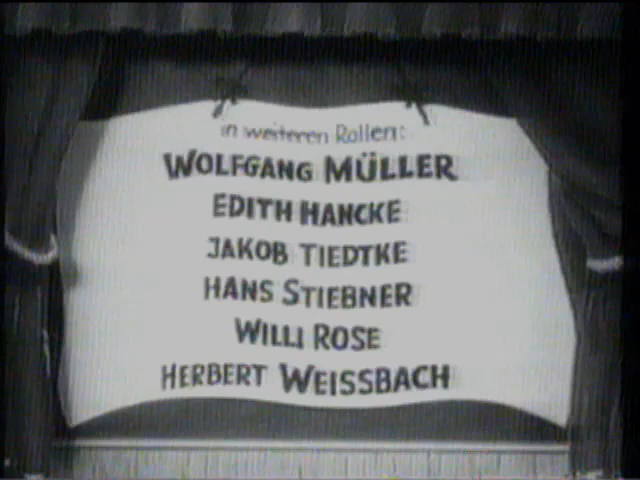 in weiteren Rollen:
WOLFGANG MÜLLER
EDITH HANCKE
JAKOB TIEDTKE
HANS STIEBNER
WILLI ROSE
HERBERT WEISSBACH